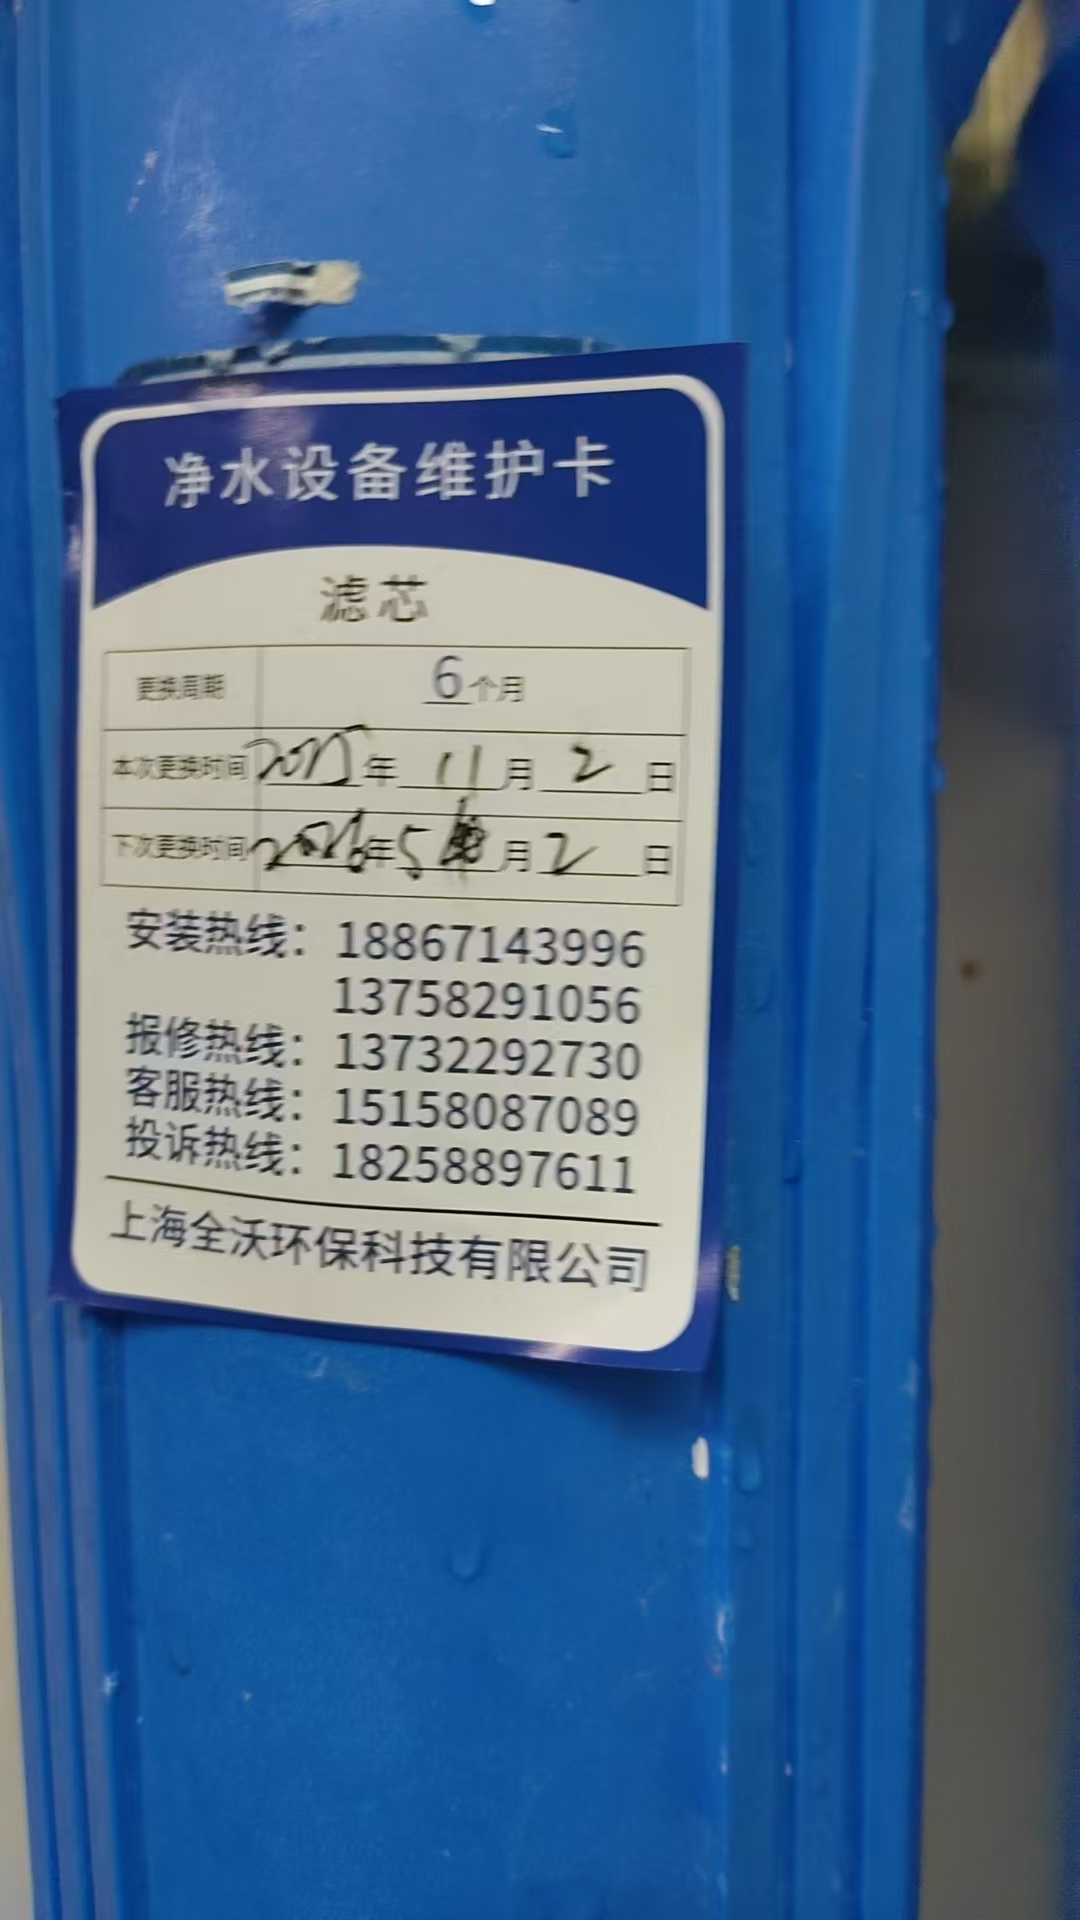 净水设备维护卡
滤芯
更换周期 6个月
本次更换时间 2025年11月2日
下次更换时间 2026年5月2日
安装热线：18867143996
13758291056
报修热线：13732292730
客服热线：15158087089
投诉热线：18258897611
上海全沃环保科技有限公司